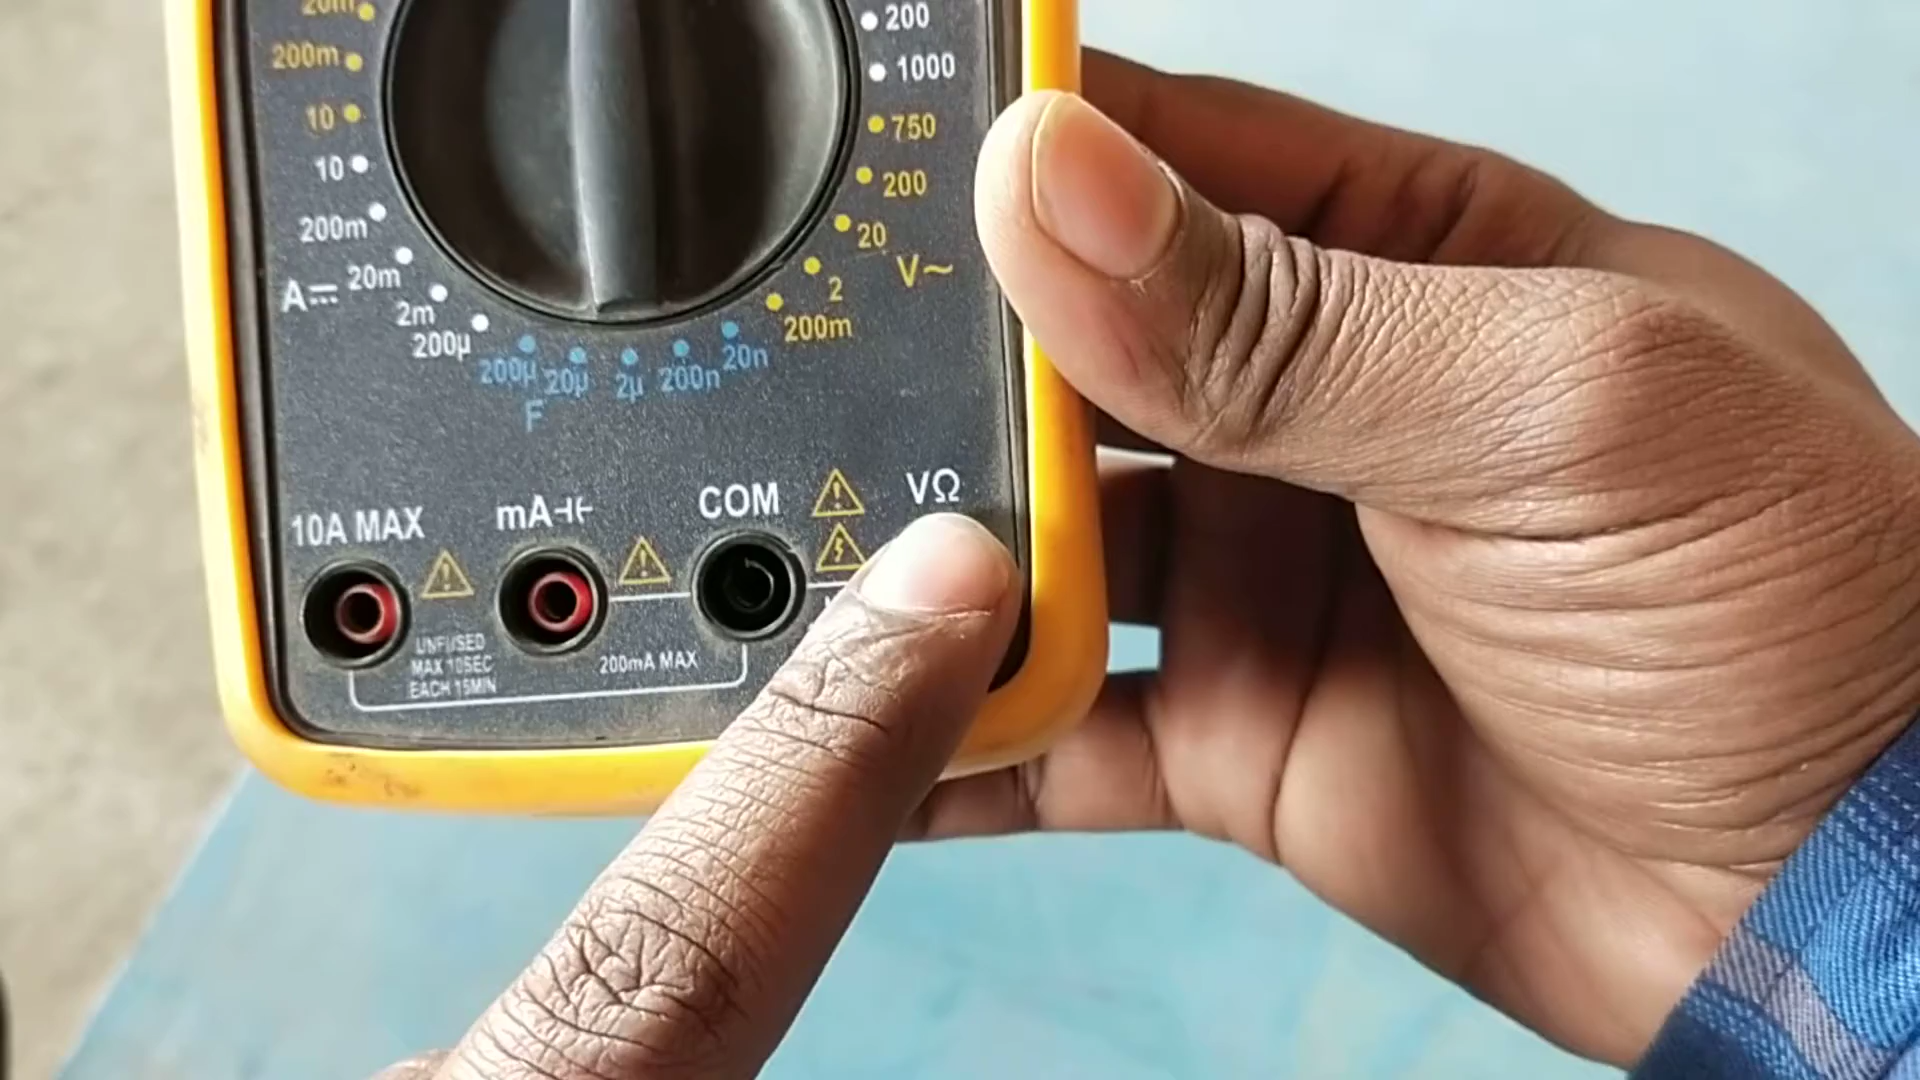 20m
200m
10
10
200m
A⎓ 20m
2m
200µ
200µ 20µ 2µ 200n 20n
F
200
1000
750
200
20
V~
2
200m
10A MAX
mA
COM
VΩ
UNFUSED
MAX 10SEC
EACH 15MIN
200mA MAX